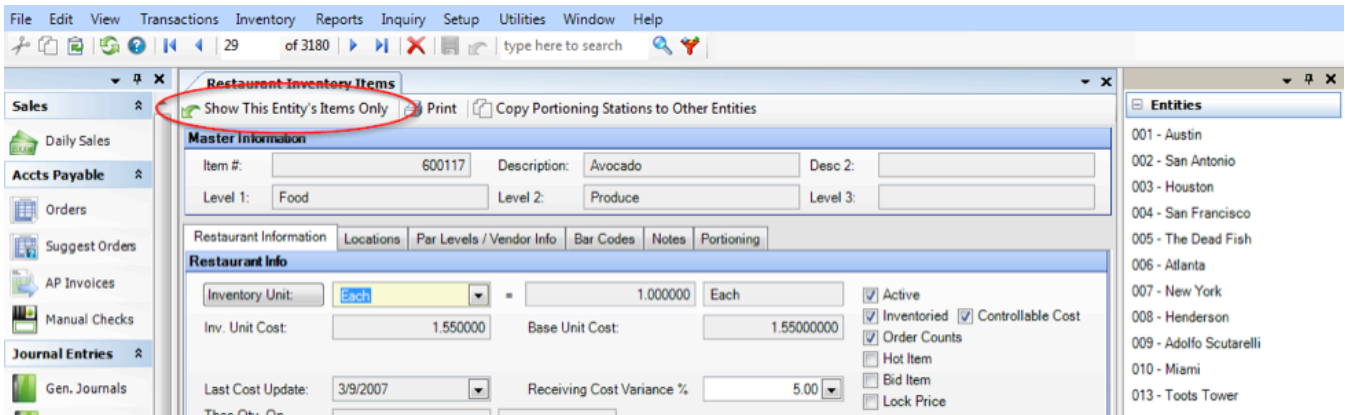 File Edit View Transactions Inventory Reports Inquiry Setup Utilities Window Help
29 of 3180 type here to search
Sales
Daily Sales
Accts Payable
Orders
Suggest Orders
AP Invoices
Manual Checks
Journal Entries
Gen. Journals
Restaurant Inventory Items
Show This Entity's Items Only Print Copy Portioning Stations to Other Entities
Master Information
Item #: 600117 Description: Avocado Desc 2:
Level 1: Food Level 2: Produce Level 3:
Restaurant Information Locations Par Levels / Vendor Info Bar Codes Notes Portioning
Restaurant Info
Inventory Unit: Each = 1.000000 Each
Inv. Unit Cost: 1.550000 Base Unit Cost: 1.55000000
Last Cost Update: 3/9/2007 Receiving Cost Variance % 5.00
Active
Inventoried Controllable Cost
Order Counts
Hot Item
Bid Item
Lock Price
Entities
001 - Austin
002 - San Antonio
003 - Houston
004 - San Francisco
005 - The Dead Fish
006 - Atlanta
007 - New York
008 - Henderson
009 - Adolfo Scutarelli
010 - Miami
013 - Toots Tower